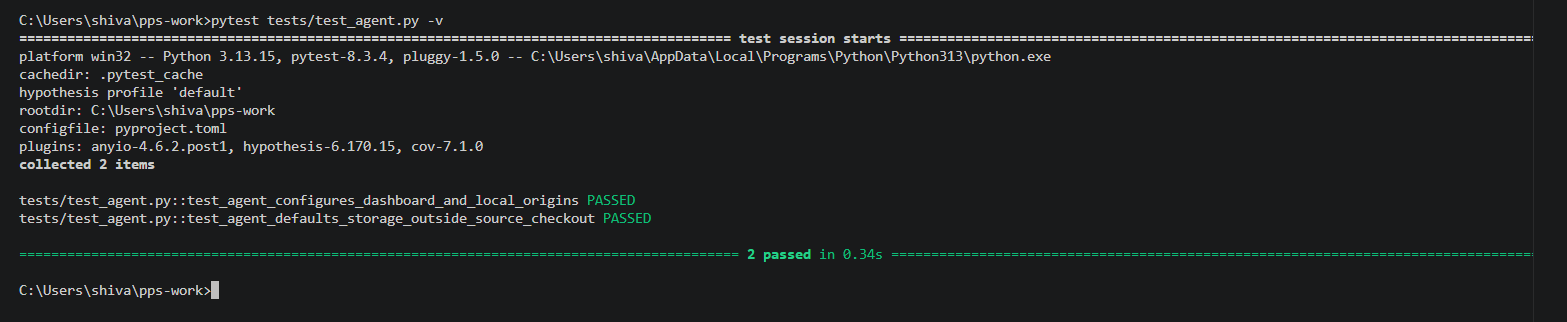 C:\Users\shiva\pps-work>pytest tests/test_agent.py -v
======================================================================================== test session starts ===============================================================================
platform win32 -- Python 3.13.15, pytest-8.3.4, pluggy-1.5.0 -- C:\Users\shiva\AppData\Local\Programs\Python\Python313\python.exe
cachedir: .pytest_cache
hypothesis profile 'default'
rootdir: C:\Users\shiva\pps-work
configfile: pyproject.toml
plugins: anyio-4.6.2.post1, hypothesis-6.170.15, cov-7.1.0
collected 2 items
tests/test_agent.py::test_agent_configures_dashboard_and_local_origins PASSED
tests/test_agent.py::test_agent_defaults_storage_outside_source_checkout PASSED
========================================================================================= 2 passed in 0.34s ================================================================================
C:\Users\shiva\pps-work>